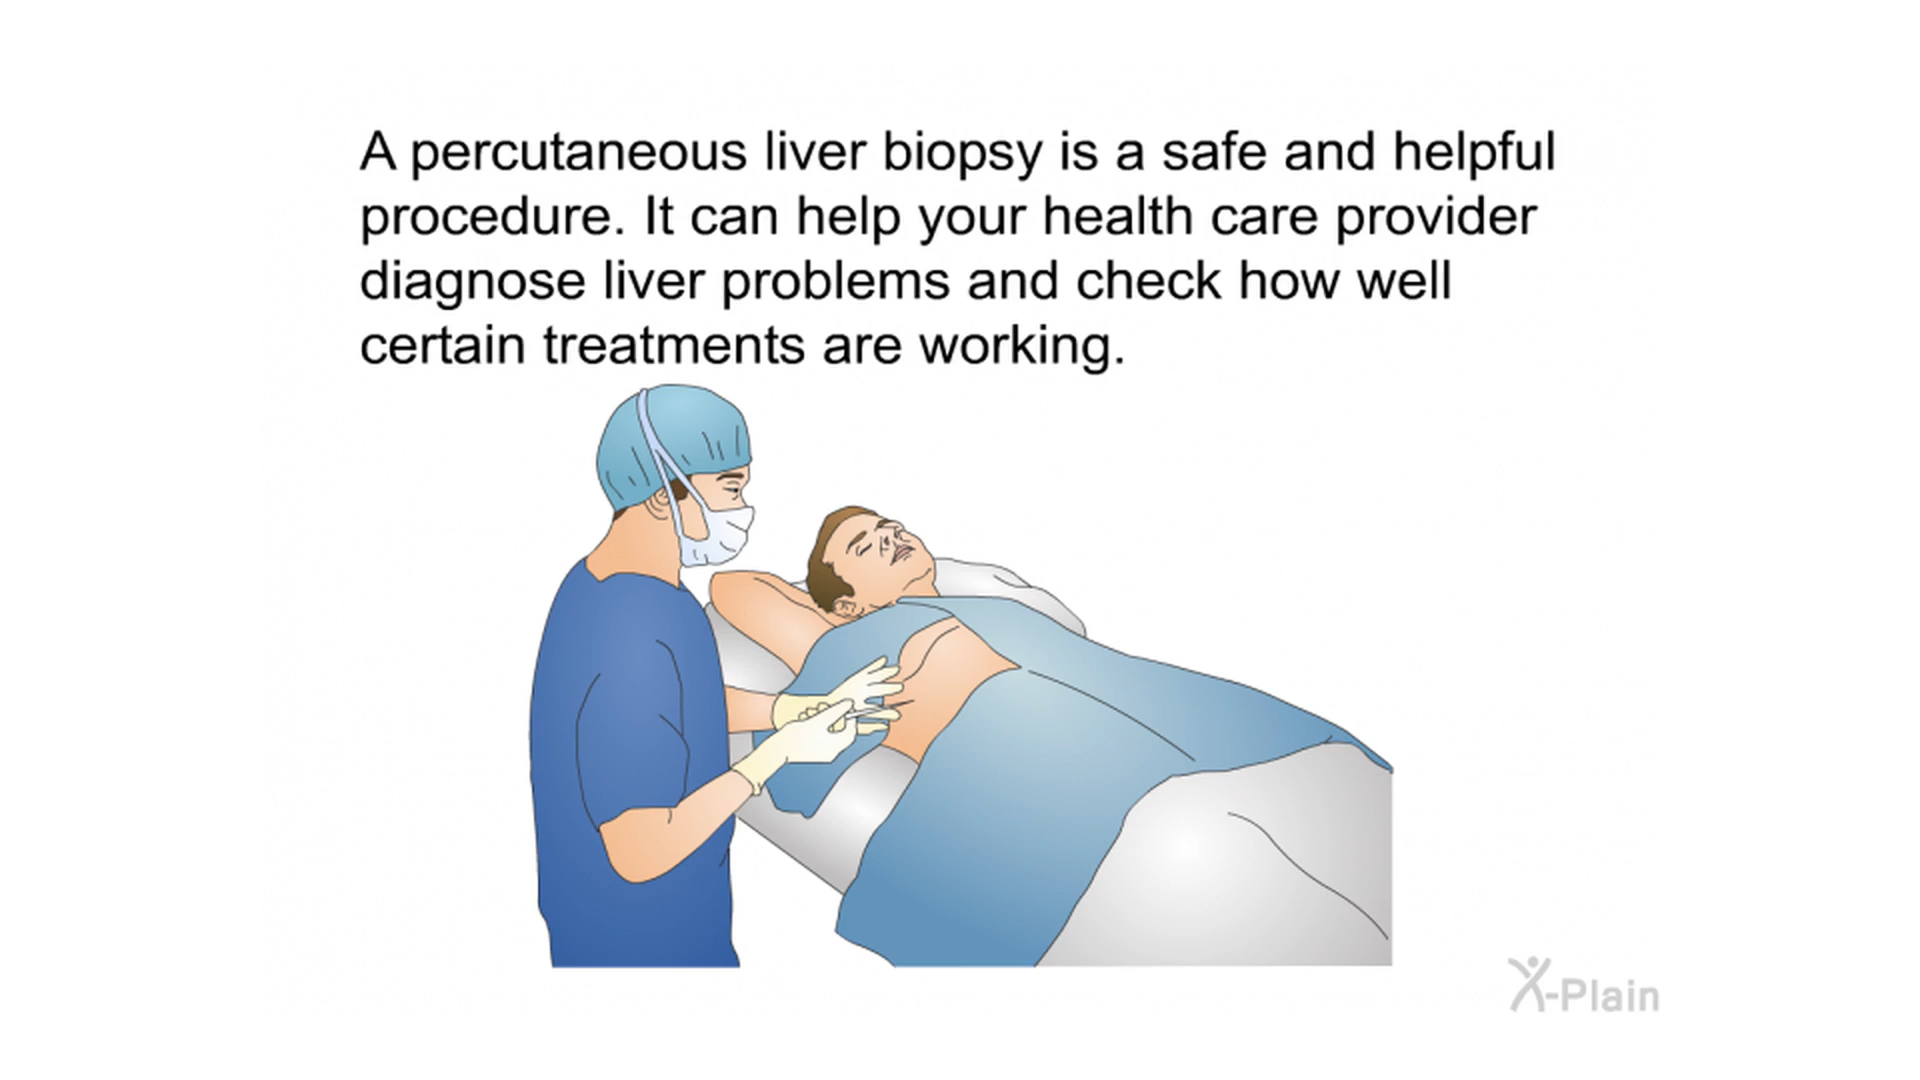 A percutaneous liver biopsy is a safe and helpful
procedure. It can help your health care provider
diagnose liver problems and check how well
certain treatments are working.
X-Plain